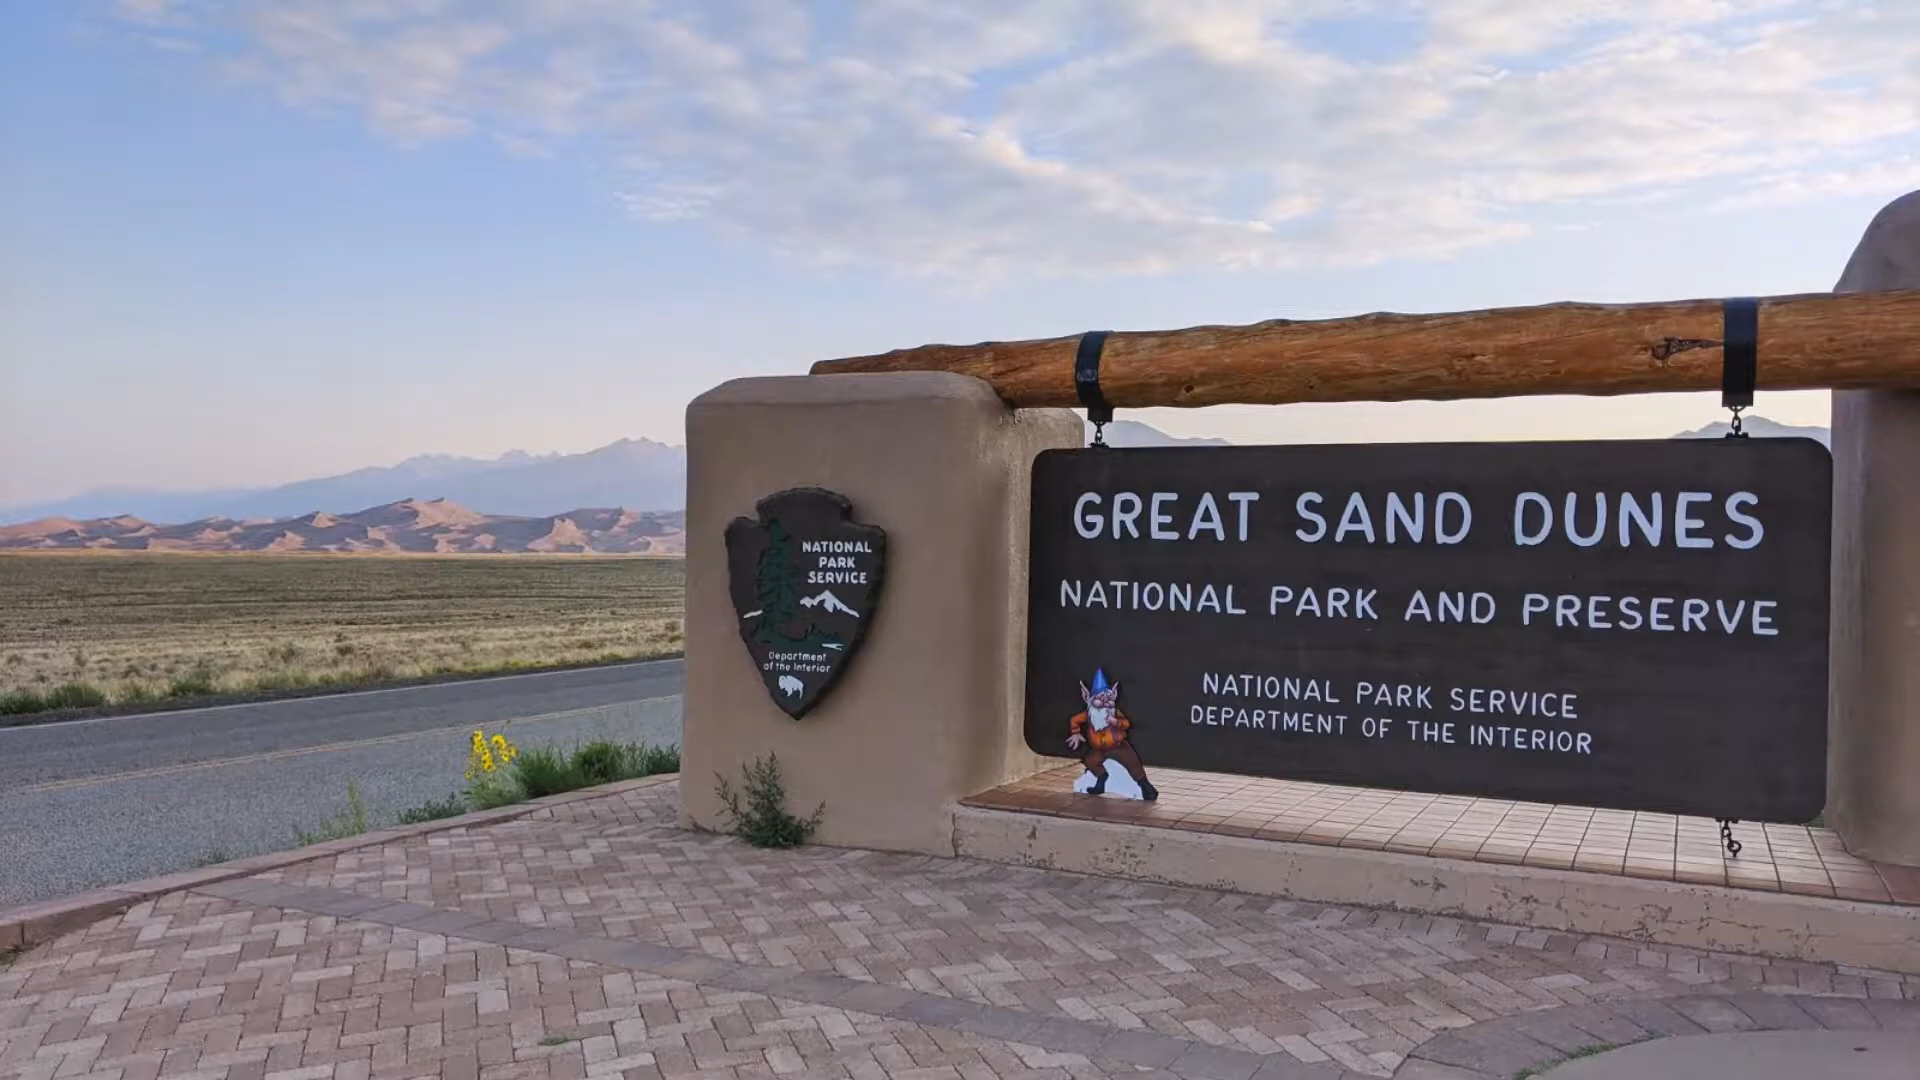 NATIONAL
PARK
SERVICE
Department
of the Interior
GREAT SAND DUNES
NATIONAL PARK AND PRESERVE
NATIONAL PARK SERVICE
DEPARTMENT OF THE INTERIOR